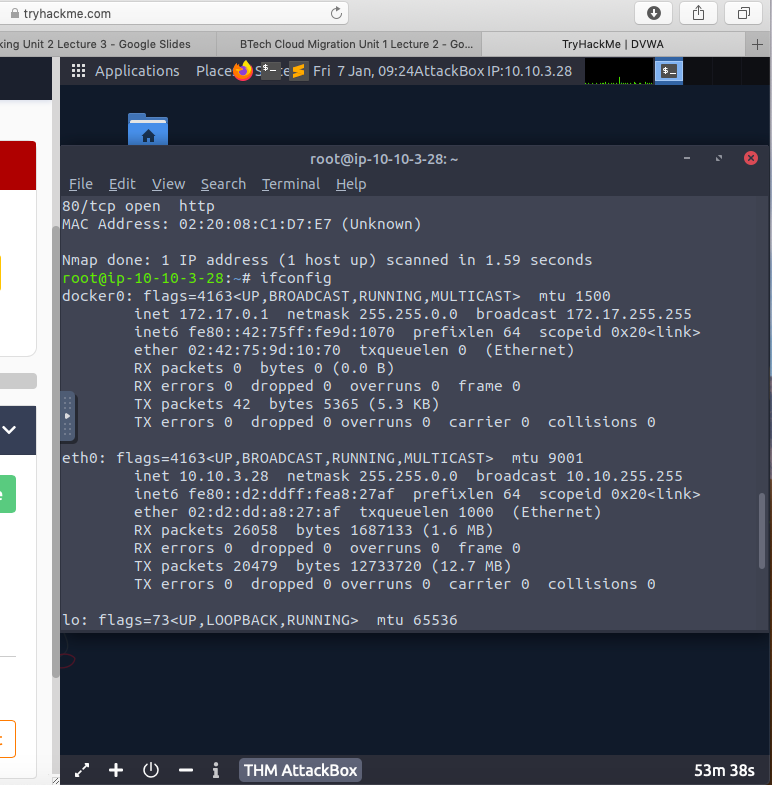 tryhackme.com
king Unit 2 Lecture 3 - Google Slides
BTech Cloud Migration Unit 1 Lecture 2 - Go...
TryHackMe | DVWA
Applications
Fri 7 Jan, 09:24AttackBox IP:10.10.3.28
root@ip-10-10-3-28: ~
File Edit View Search Terminal Help
80/tcp open  http
MAC Address: 02:20:08:C1:D7:E7 (Unknown)
Nmap done: 1 IP address (1 host up) scanned in 1.59 seconds
root@ip-10-10-3-28:~# ifconfig
docker0: flags=4163<UP,BROADCAST,RUNNING,MULTICAST>  mtu 1500
inet 172.17.0.1  netmask 255.255.0.0  broadcast 172.17.255.255
inet6 fe80::42:75ff:fe9d:1070  prefixlen 64  scopeid 0x20<link>
ether 02:42:75:9d:10:70  txqueuelen 0  (Ethernet)
RX packets 0  bytes 0 (0.0 B)
RX errors 0  dropped 0  overruns 0  frame 0
TX packets 42  bytes 5365 (5.3 KB)
TX errors 0  dropped 0 overruns 0  carrier 0  collisions 0
eth0: flags=4163<UP,BROADCAST,RUNNING,MULTICAST>  mtu 9001
inet 10.10.3.28  netmask 255.255.0.0  broadcast 10.10.255.255
inet6 fe80::d2:ddff:fea8:27af  prefixlen 64  scopeid 0x20<link>
ether 02:d2:dd:a8:27:af  txqueuelen 1000  (Ethernet)
RX packets 26058  bytes 1687133 (1.6 MB)
RX errors 0  dropped 0  overruns 0  frame 0
TX packets 20479  bytes 12733720 (12.7 MB)
TX errors 0  dropped 0 overruns 0  carrier 0  collisions 0
lo: flags=73<UP,LOOPBACK,RUNNING>  mtu 65536
THM AttackBox
53m 38s